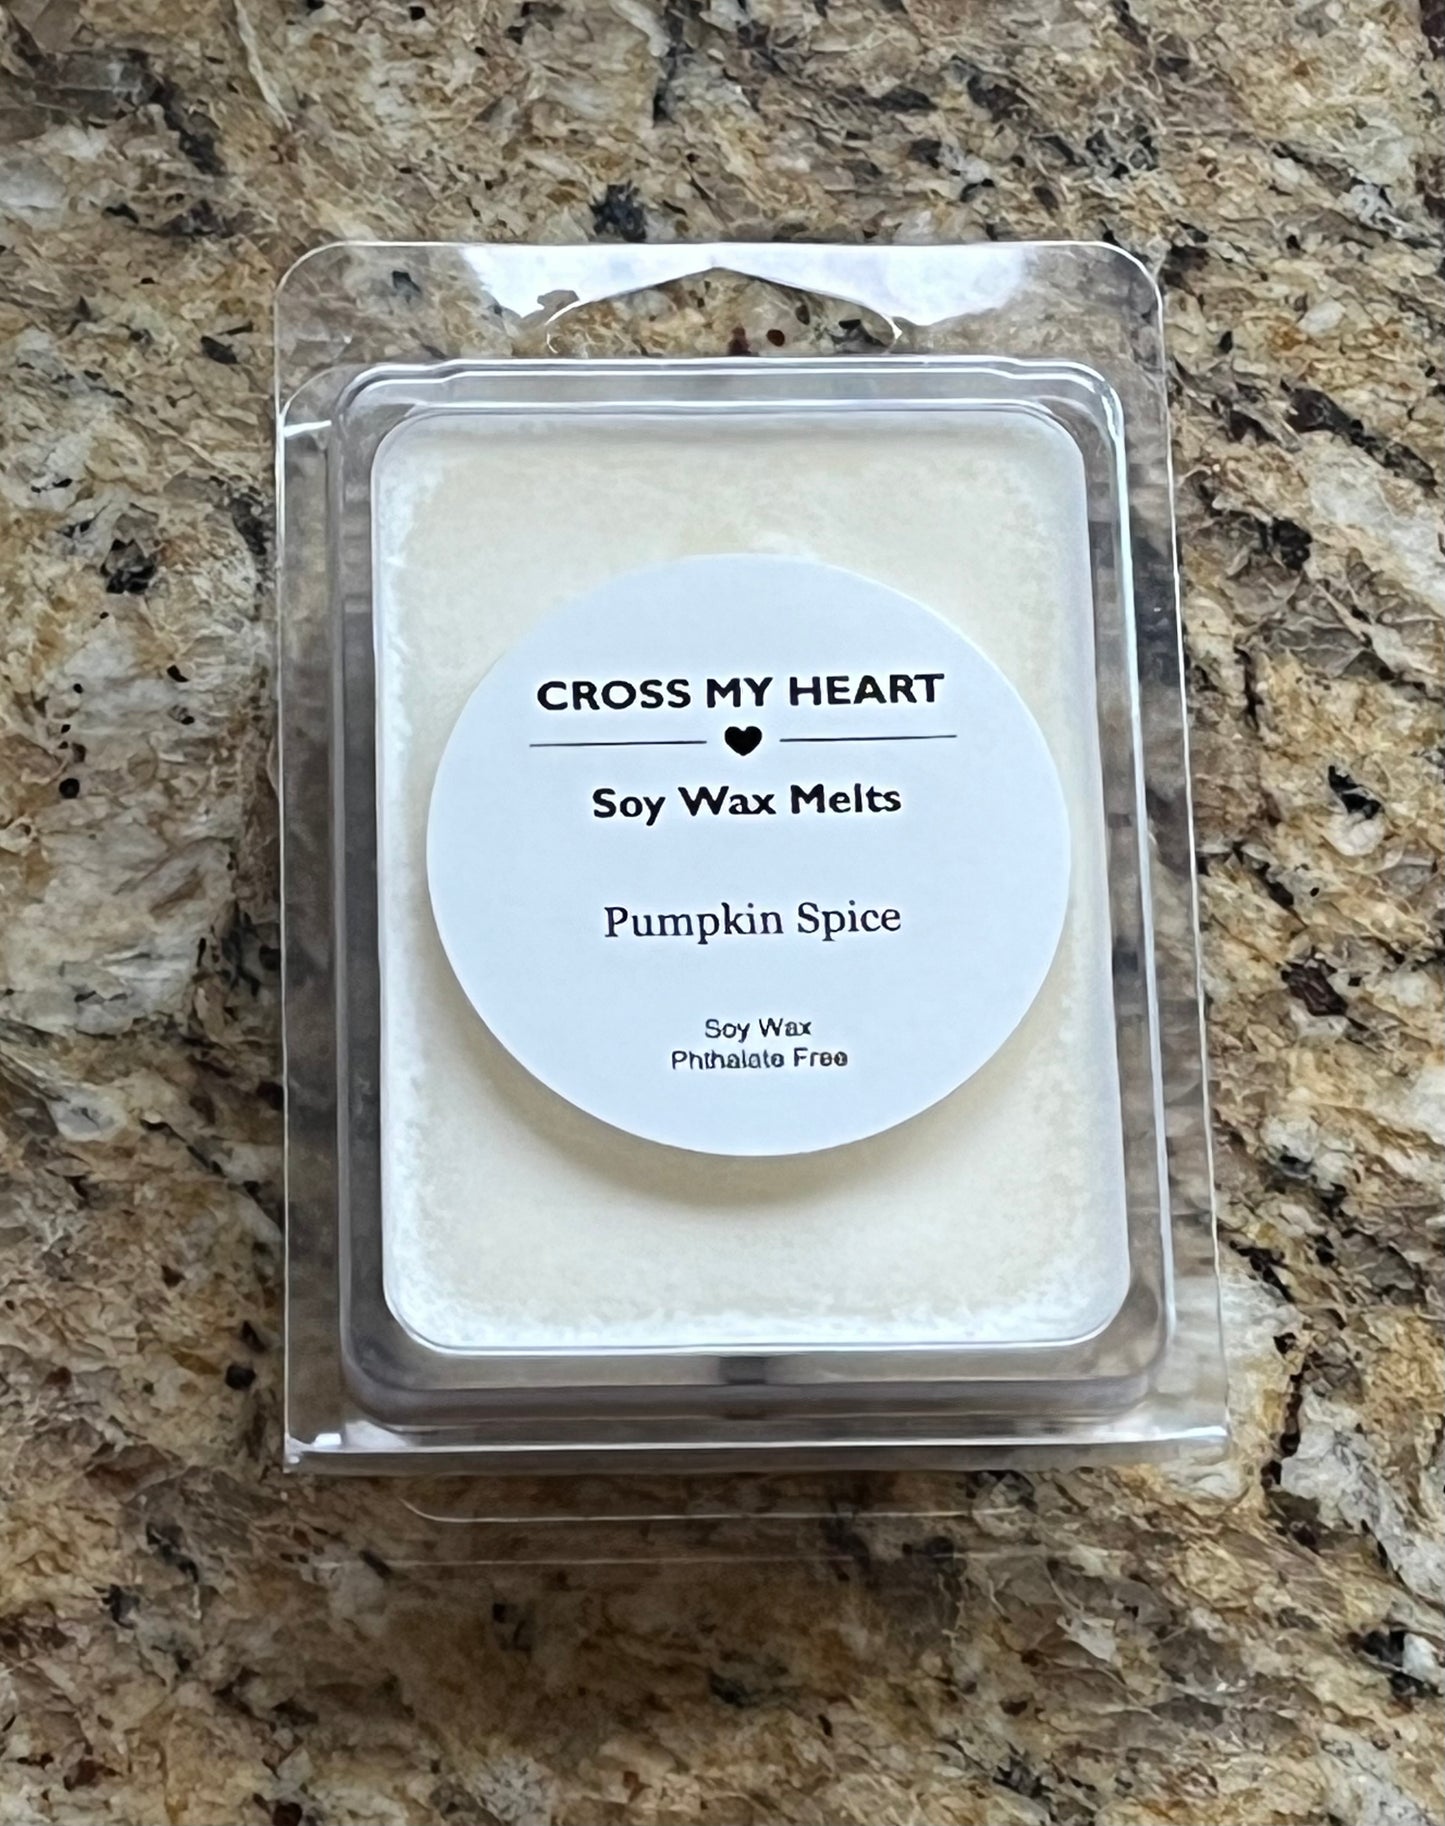 CROSS MY HEART
Soy Wax Melts
Pumpkin Spice
Soy Wax
Phthalate Free